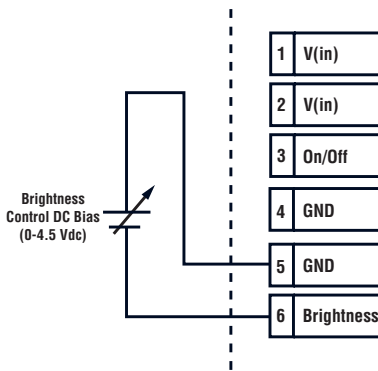 1 V(in)
2 V(in)
3 On/Off
4 GND
5 GND
6 Brightness
Brightness
Control DC Bias
(0-4.5 Vdc)